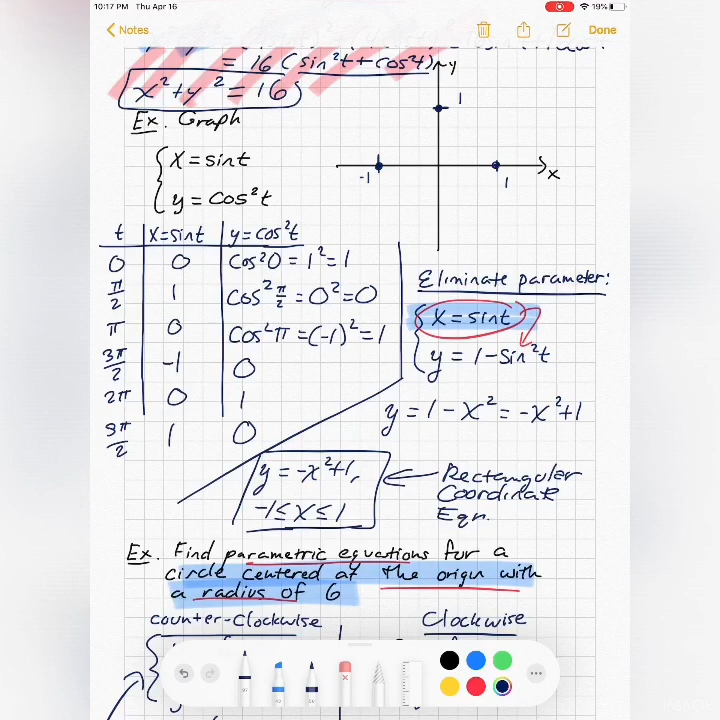 10:17 PM Thu Apr 16
19%
Notes
Done
= 16 (sin²t + cos²t)
x² + y² = 16
y
1
-1
1
x
Ex. Graph
x = sint
y = cos²t
t x=sint y=cos²t
0 0 cos²0 = 1² = 1
π/2 1 cos² π/2 = 0² = 0
π 0 cos²π = (-1)² = 1
3π/2 -1 0
2π 0 1
5π/2 1 0
Eliminate parameter:
x = sint
y = 1 - sin²t
y = 1 - x² = -x² + 1
y = -x² + 1,
-1 ≤ x ≤ 1
Rectangular
Coordinate
Eqn.
Ex. Find parametric equations for a
circle centered at the origin with
a radius of 6
counter-clockwise Clockwise